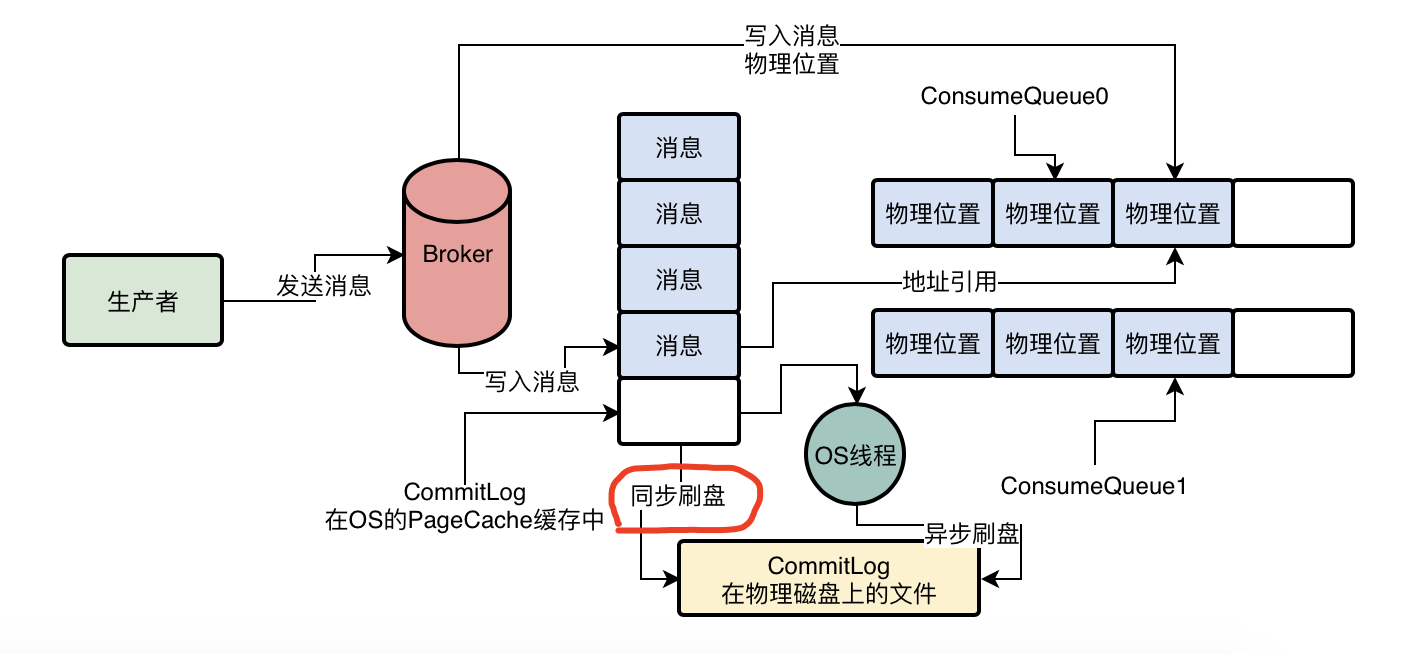 写入消息
物理位置
ConsumeQueue0
消息
消息
物理位置
物理位置
物理位置
Broker
生产者
发送消息
消息
地址引用
消息
物理位置
物理位置
物理位置
写入消息
OS线程
CommitLog
在OS的PageCache缓存中
同步刷盘
ConsumeQueue1
异步刷盘
CommitLog
在物理磁盘上的文件